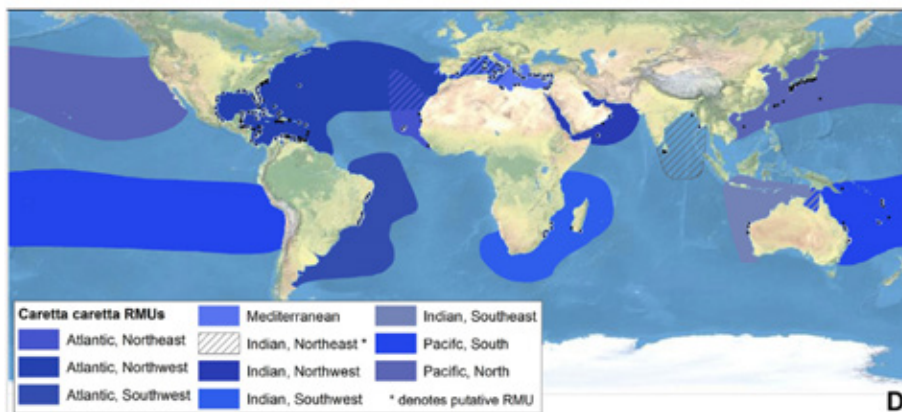 Caretta caretta RMUs
Atlantic, Northeast
Atlantic, Northwest
Atlantic, Southwest
Mediterranean
Indian, Northeast *
Indian, Northwest
Indian, Southwest
Indian, Southeast
Pacific, South
Pacific, North
* denotes putative RMU
D